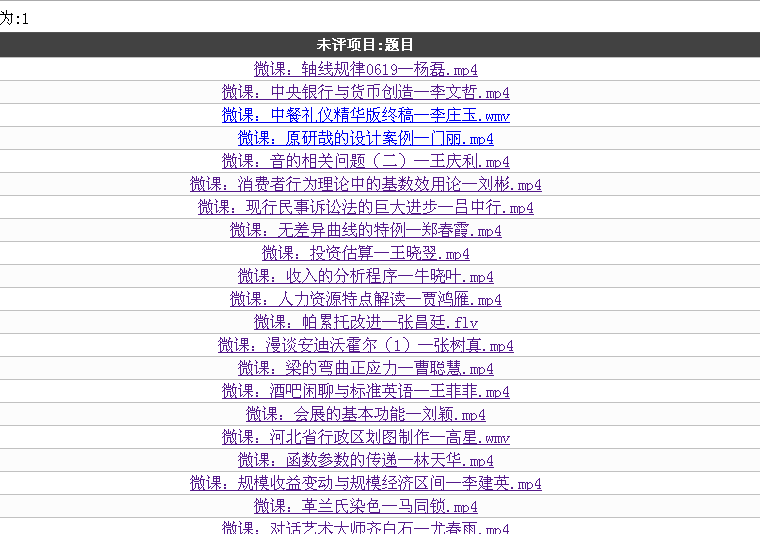 为:1
未评项目:题目
微课：轴线规律0619—杨磊.mp4
微课：中央银行与货币创造—李文哲.mp4
微课：中餐礼仪精华版终稿—李庄玉.wmv
微课：原研哉的设计案例—门丽.mp4
微课：音的相关问题（二）—王庆利.mp4
微课：消费者行为理论中的基数效用论—刘彬.mp4
微课：现行民事诉讼法的巨大进步—吕中行.mp4
微课：无差异曲线的特例—郑春霞.mp4
微课：投资估算—王晓翌.mp4
微课：收入的分析程序—牛晓叶.mp4
微课：人力资源特点解读—贾鸿雁.mp4
微课：帕累托改进—张昌廷.flv
微课：漫谈安迪沃霍尔（1）—张树真.mp4
微课：梁的弯曲正应力—曹聪慧.mp4
微课：酒吧闲聊与标准英语—王菲菲.mp4
微课：会展的基本功能—刘颖.mp4
微课：河北省行政区划图制作—高星.wmv
微课：函数参数的传递—林天华.mp4
微课：规模收益变动与规模经济区间—李建英.mp4
微课：革兰氏染色—马同锁.mp4
微课：对话艺术大师齐白石—尤春雨.mp4